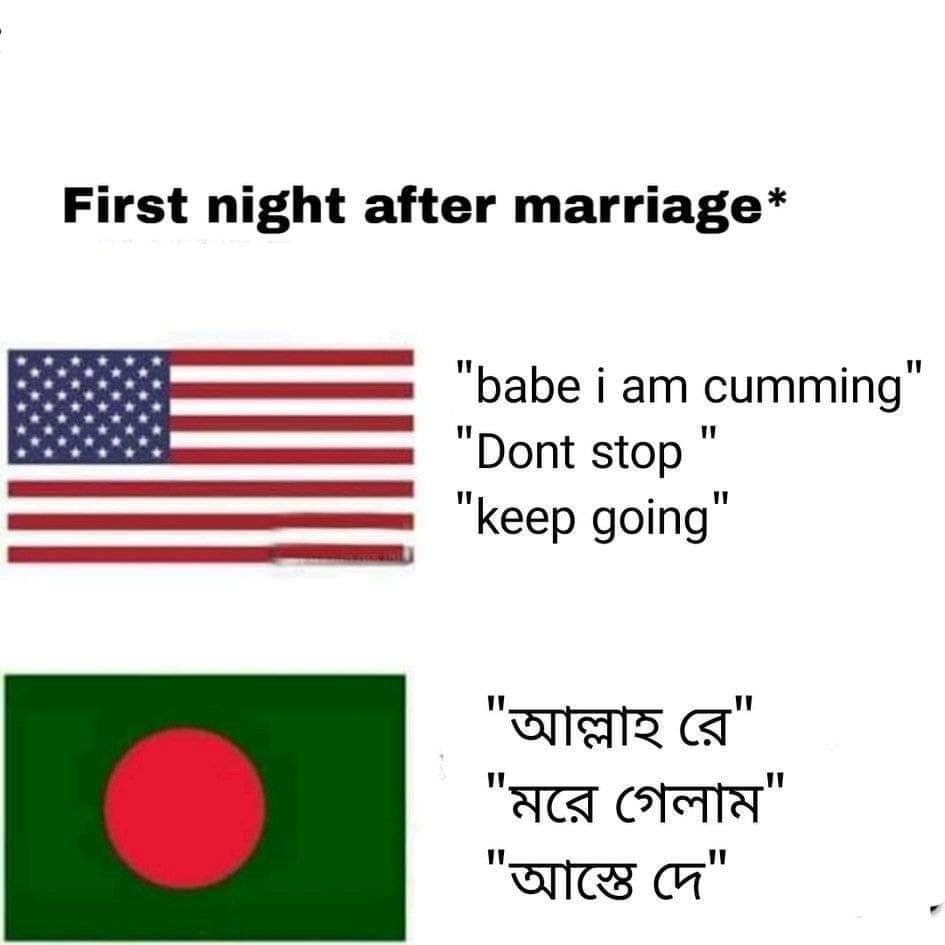 First night after marriage*
"babe i am cumming"
"Dont stop "
"keep going"
"আল্লাহ রে"
"মরে গেলাম"
"আস্তে দে"